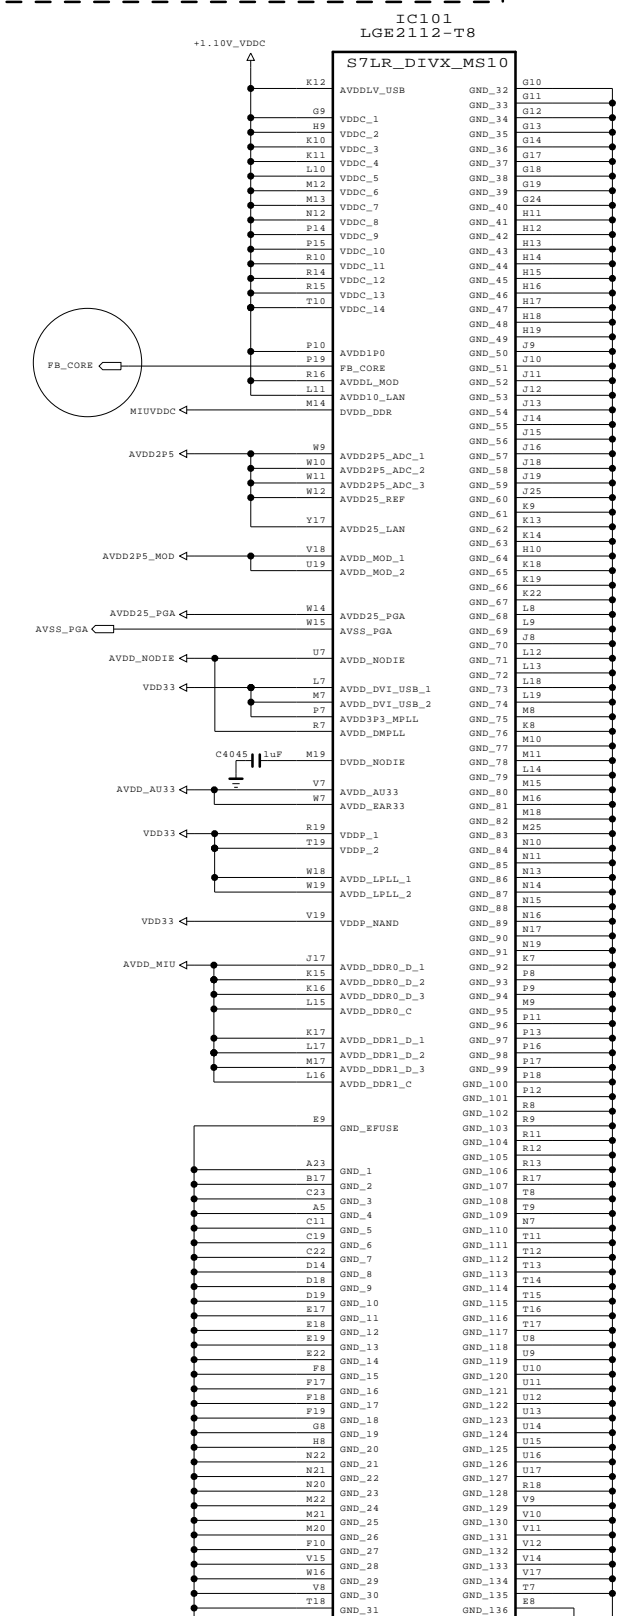 IC101
LGE2112-T8
+1.10V_VDDC
S7LR_DIVX_MS10
K12 AVDDLV_USB
G9 VDDC_1
H9 VDDC_2
K10 VDDC_3
K11 VDDC_4
L10 VDDC_5
M12 VDDC_6
M13 VDDC_7
N12 VDDC_8
P14 VDDC_9
P15 VDDC_10
R10 VDDC_11
R14 VDDC_12
R15 VDDC_13
T10 VDDC_14
P10 AVDD1P0
FB_CORE P19 FB_CORE
R16 AVDDL_MOD
L11 AVDD10_LAN
MIUVDDC M14 DVDD_DDR
AVDD2P5 W9 AVDD2P5_ADC_1
W10 AVDD2P5_ADC_2
W11 AVDD2P5_ADC_3
W12 AVDD25_REF
Y17 AVDD25_LAN
AVDD2P5_MOD V18 AVDD_MOD_1
U19 AVDD_MOD_2
AVDD25_PGA W14 AVDD25_PGA
AVSS_PGA W15 AVSS_PGA
AVDD_NODIE U7 AVDD_NODIE
VDD33 L7 AVDD_DVI_USB_1
M7 AVDD_DVI_USB_2
P7 AVDD3P3_MPLL
R7 AVDD_DMPLL
C4045 1uF M19 DVDD_NODIE
AVDD_AU33 V7 AVDD_AU33
W7 AVDD_EAR33
VDD33 R19 VDDP_1
T19 VDDP_2
W18 AVDD_LPLL_1
W19 AVDD_LPLL_2
VDD33 V19 VDDP_NAND
AVDD_MIU J17 AVDD_DDR0_D_1
K15 AVDD_DDR0_D_2
K16 AVDD_DDR0_D_3
L15 AVDD_DDR0_C
K17 AVDD_DDR1_D_1
L17 AVDD_DDR1_D_2
M17 AVDD_DDR1_D_3
L16 AVDD_DDR1_C
E9 GND_EFUSE
A23 GND_1
B17 GND_2
C23 GND_3
A5 GND_4
C11 GND_5
C19 GND_6
C22 GND_7
D14 GND_8
D18 GND_9
D19 GND_10
E17 GND_11
E18 GND_12
E19 GND_13
E22 GND_14
F8 GND_15
F17 GND_16
F18 GND_17
F19 GND_18
G8 GND_19
H8 GND_20
N22 GND_21
N21 GND_22
N20 GND_23
M22 GND_24
M21 GND_25
M20 GND_26
F10 GND_27
V15 GND_28
W16 GND_29
V8 GND_30
T18 GND_31
GND_32 G10
GND_33 G11
GND_34 G12
GND_35 G13
GND_36 G14
GND_37 G17
GND_38 G18
GND_39 G19
GND_40 G24
GND_41 H11
GND_42 H12
GND_43 H13
GND_44 H14
GND_45 H15
GND_46 H16
GND_47 H17
GND_48 H18
GND_49 H19
GND_50 J9
GND_51 J10
GND_52 J11
GND_53 J12
GND_54 J13
GND_55 J14
GND_56 J15
GND_57 J16
GND_58 J18
GND_59 J19
GND_60 J25
GND_61 K9
GND_62 K13
GND_63 K14
GND_64 H10
GND_65 K18
GND_66 K19
GND_67 K22
GND_68 L8
GND_69 L9
GND_70 J8
GND_71 L12
GND_72 L13
GND_73 L18
GND_74 L19
GND_75 M8
GND_76 K8
GND_77 M10
GND_78 M11
GND_79 L14
GND_80 M15
GND_81 M16
GND_82 M18
GND_83 M25
GND_84 N10
GND_85 N11
GND_86 N13
GND_87 N14
GND_88 N15
GND_89 N16
GND_90 N17
GND_91 N19
GND_92 K7
GND_93 P8
GND_94 P9
GND_95 M9
GND_96 P11
GND_97 P13
GND_98 P16
GND_99 P17
GND_100 P18
GND_101 P12
GND_102 R8
GND_103 R9
GND_104 R11
GND_105 R12
GND_106 R13
GND_107 R17
GND_108 T8
GND_109 T9
GND_110 N7
GND_111 T11
GND_112 T12
GND_113 T13
GND_114 T14
GND_115 T15
GND_116 T16
GND_117 T17
GND_118 U8
GND_119 U9
GND_120 U10
GND_121 U11
GND_122 U12
GND_123 U13
GND_124 U14
GND_125 U15
GND_126 U16
GND_127 U17
GND_128 R18
GND_129 V9
GND_130 V10
GND_131 V11
GND_132 V12
GND_133 V14
GND_134 V17
GND_135 T7
GND_136 E8